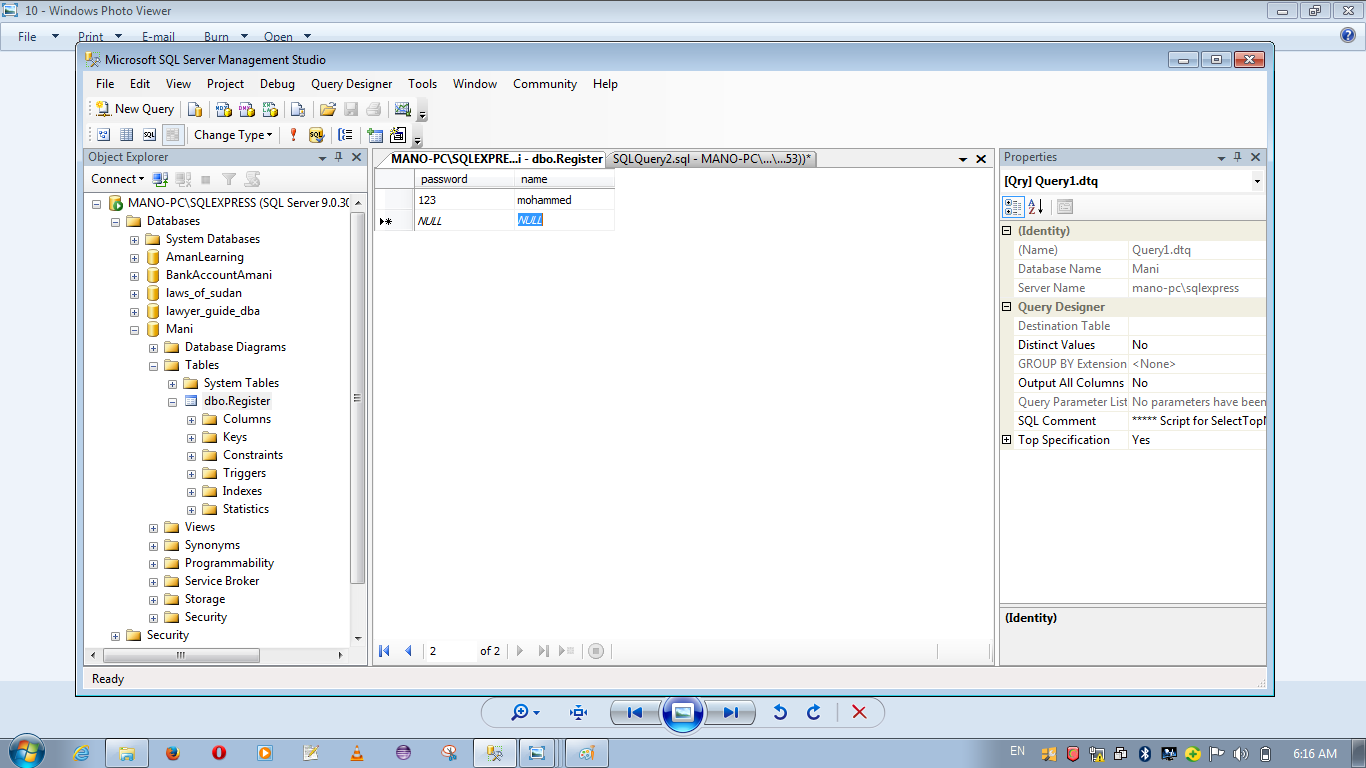 10 - Windows Photo Viewer
File Print E-mail Burn Open
Microsoft SQL Server Management Studio
File Edit View Project Debug Query Designer Tools Window Community Help
New Query
SQL Change Type
Object Explorer
Connect
MANO-PC\SQLEXPRESS (SQL Server 9.0.30
Databases
System Databases
AmanLearning
BankAccountAmani
laws_of_sudan
lawyer_guide_dba
Mani
Database Diagrams
Tables
System Tables
dbo.Register
Columns
Keys
Constraints
Triggers
Indexes
Statistics
Views
Synonyms
Programmability
Service Broker
Storage
Security
Security
MANO-PC\SQLEXPRE...i - dbo.Register SQLQuery2.sql - MANO-PC\...\...53))*
password name
123 mohammed
NULL NULL
2 of 2
Properties
[Qry] Query1.dtq
(Identity)
(Name) Query1.dtq
Database Name Mani
Server Name mano-pc\sqlexpress
Query Designer
Destination Table
Distinct Values No
GROUP BY Extension <None>
Output All Columns No
Query Parameter List No parameters have been
SQL Comment ***** Script for SelectTop
Top Specification Yes
(Identity)
Ready
EN 6:16 AM